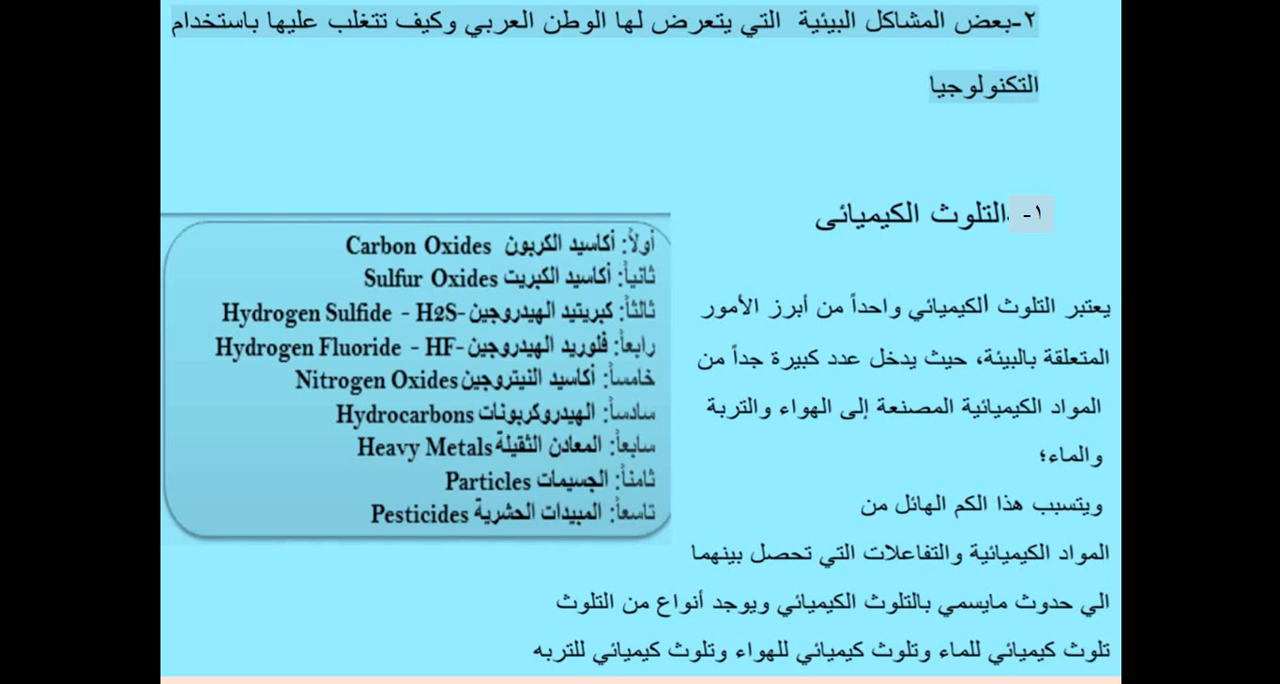 ٢-بعض المشاكل البيئية التي يتعرض لها الوطن العربي وكيف تتغلب عليها باستخدام
التكنولوجيا
١- التلوث الكيميائى
يعتبر التلوث الكيميائي واحداً من أبرز الأمور
المتعلقة بالبيئة، حيث يدخل عدد كبيرة جداً من
المواد الكيميائية المصنعة إلى الهواء والتربة
والماء؛
ويتسبب هذا الكم الهائل من
المواد الكيميائية والتفاعلات التي تحصل بينهما
الي حدوث مايسمي بالتلوث الكيميائي ويوجد أنواع من التلوث
تلوث كيميائي للماء وتلوث كيميائي للهواء وتلوث كيميائي للتربه
أولاً: أكاسيد الكربون Carbon Oxides
ثانياً: أكاسيد الكبريت Sulfur Oxides
ثالثاً: كبريتيد الهيدروجين-Hydrogen Sulfide - H2S
رابعاً: فلوريد الهيدروجين-Hydrogen Fluoride - HF
خامساً: أكاسيد النيتروجين Nitrogen Oxides
سادساً: الهيدروكربونات Hydrocarbons
سابعاً: المعادن الثقيلة Heavy Metals
ثامناً: الجسيمات Particles
تاسعاً: المبيدات الحشرية Pesticides